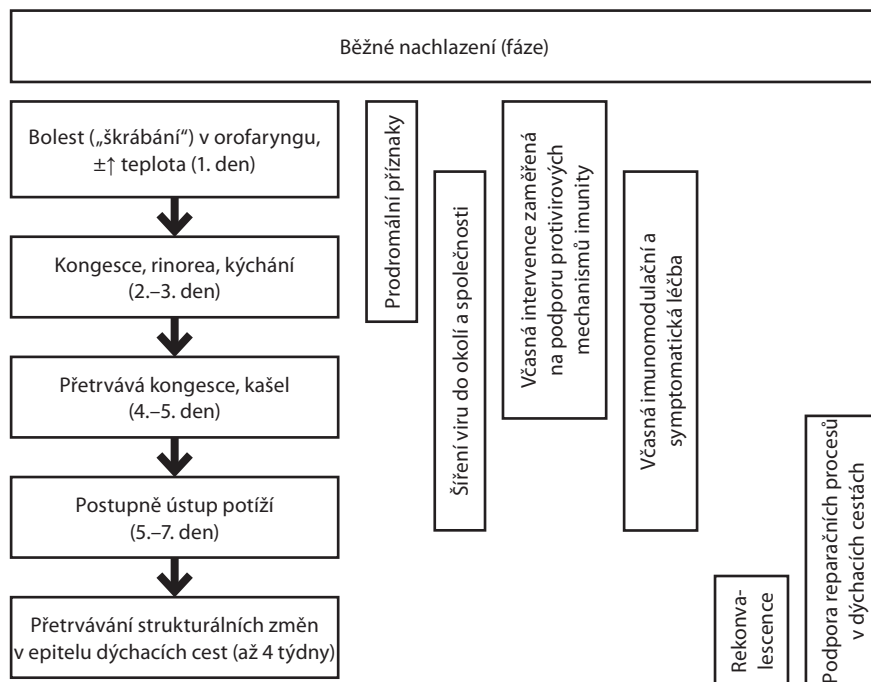 Běžné nachlazení (fáze)
Bolest („škrábání“) v orofaryngu,
±↑ teplota (1. den)
Kongesce, rinorea, kýchání
(2.–3. den)
Přetrvává kongesce, kašel
(4.–5. den)
Postupně ústup potíží
(5.–7. den)
Přetrvávání strukturálních změn
v epitelu dýchacích cest (až 4 týdny)
Prodromální příznaky
Šíření viru do okolí a společnosti
Včasná intervence zaměřená
na podporu protivirových
mechanismů imunity
Včasná imunomodulační a
symptomatická léčba
Rekonva-
lescence
Podpora reparačních procesů
v dýchacích cestách